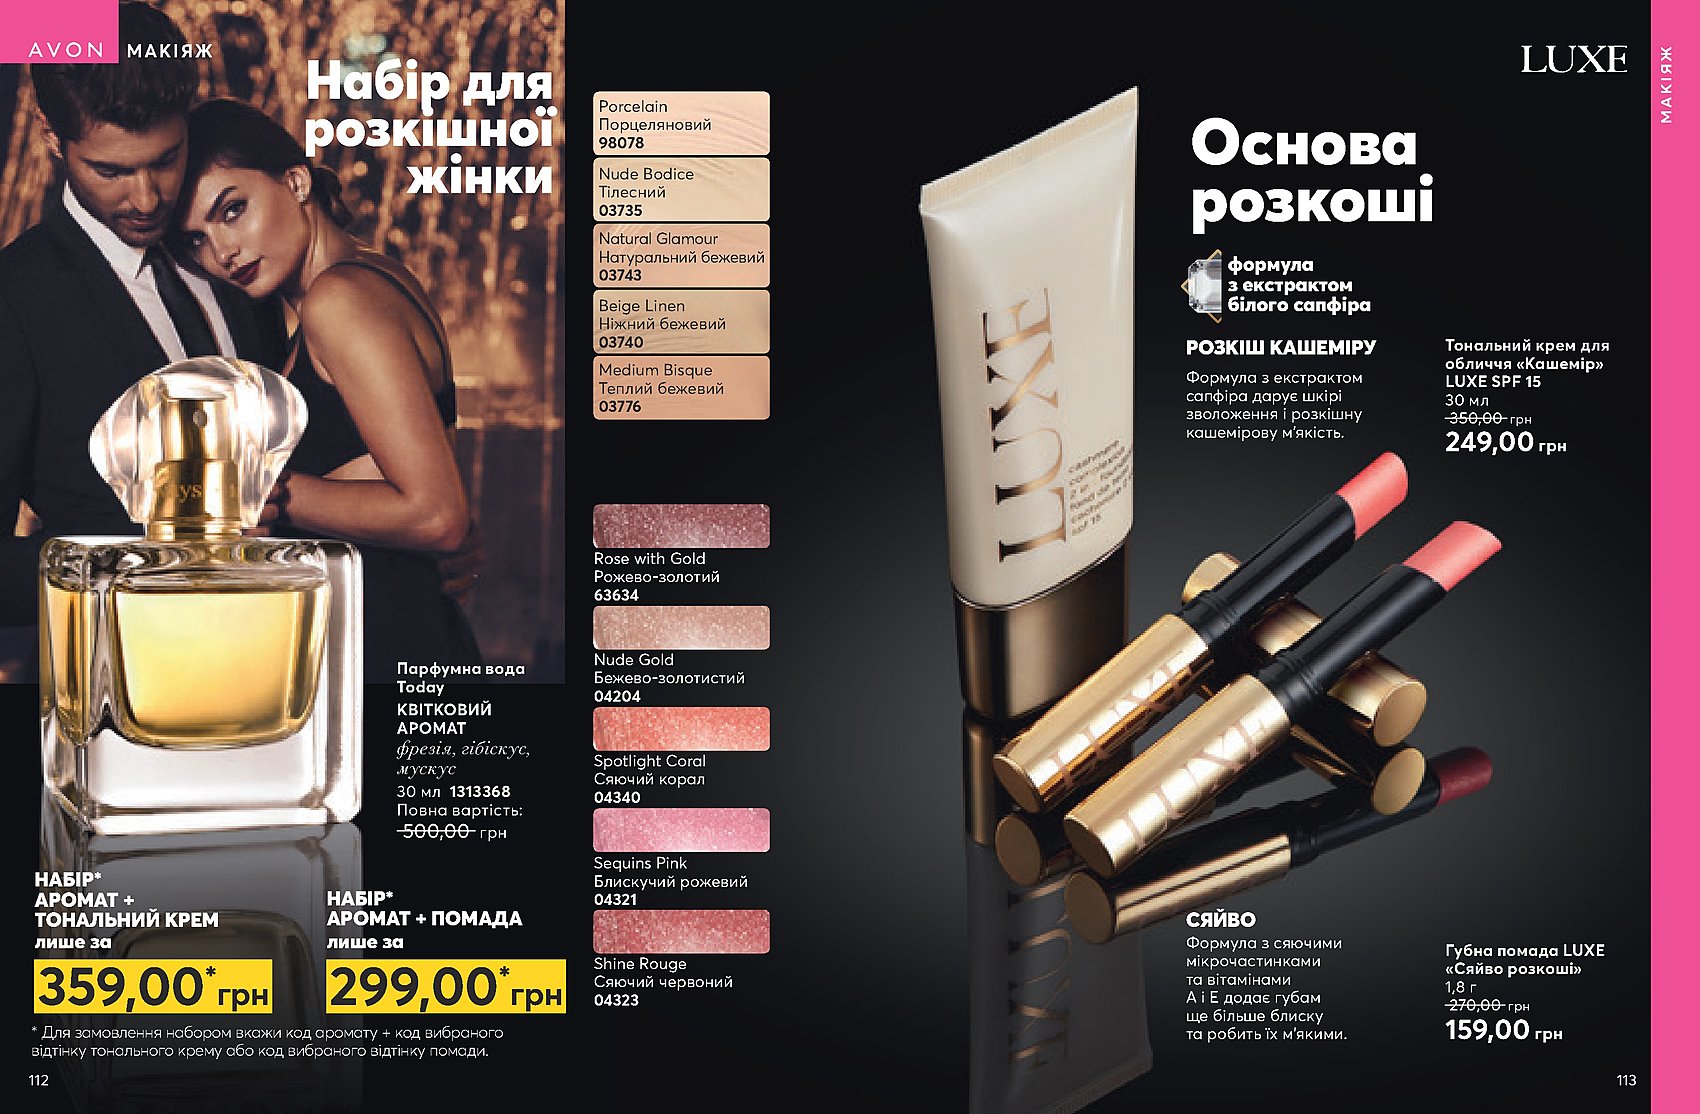 AVON МАКІЯЖ
Набір для
розкішної
жінки
Парфумна вода
Today
КВІТКОВИЙ
АРОМАТ
фрезія, гібіскус,
мускус
30 мл 1313368
Повна вартість:
500,00 грн
НАБІР*
АРОМАТ +
ТОНАЛЬНИЙ КРЕМ
лише за
359,00* грн
НАБІР*
АРОМАТ + ПОМАДА
лише за
299,00* грн
* Для замовлення набором вкажи код аромату + код вибраного
відтінку тонального крему або код вибраного відтінку помади.
112
Porcelain
Порцеляновий
98078
Nude Bodice
Тілесний
03735
Natural Glamour
Натуральний бежевий
03743
Beige Linen
Ніжний бежевий
03740
Medium Bisque
Теплий бежевий
03776
Rose with Gold
Рожево-золотий
63634
Nude Gold
Бежево-золотистий
04204
Spotlight Coral
Сяючий корал
04340
Sequins Pink
Блискучий рожевий
04321
Shine Rouge
Сяючий червоний
04323
LUXE
МАКІЯЖ
Основа
розкоші
формула
з екстрактом
білого сапфіра
РОЗКІШ КАШЕМІРУ
Формула з екстрактом
сапфіра дарує шкірі
зволоження і розкішну
кашемірову м'якість.
Тональний крем для
обличчя «Кашемір»
LUXE SPF 15
30 мл
350,00 грн
249,00 грн
LUXE
spf 15
LUXE
LUXE
СЯЙВО
Формула з сяючими
мікрочастинками
та вітамінами
А і Е додає губам
ще більше блиску
та робить їх м'якими.
Губна помада LUXE
«Сяйво розкоші»
1,8 г
270,00 грн
159,00 грн
113